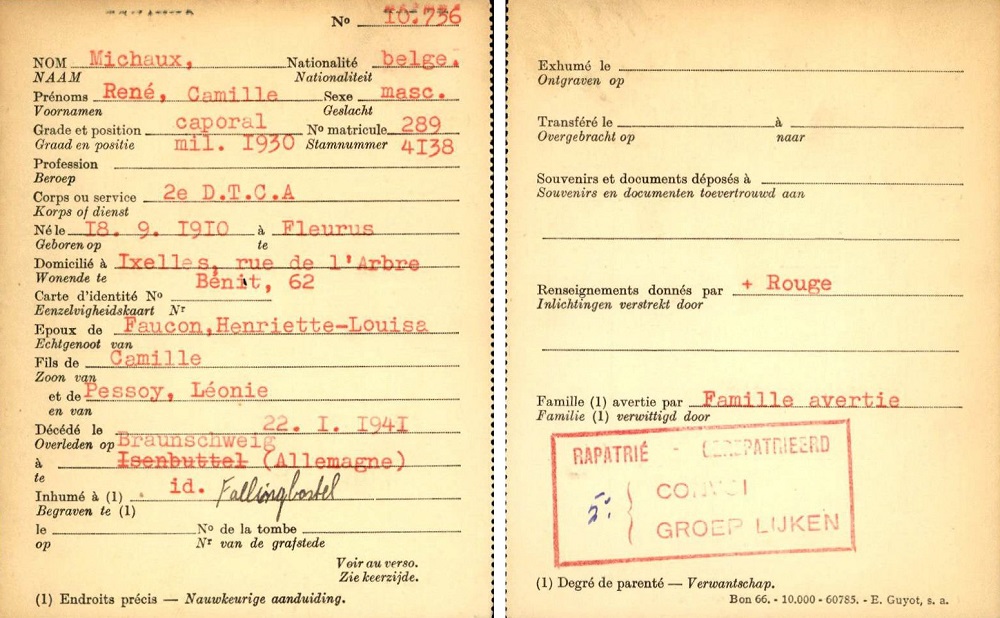 No 10.736
NOM Michaux, Nationalité belge.
NAAM Nationaliteit
Prénoms René, Camille Sexe masc.
Voornamen Geslacht
Grade et position caporal No matricule 289
Graad en positie mil. I930 Stamnummer 4I38
Profession
Beroep
Corps ou service 2e D.T.C.A
Korps of dienst
Né le I8. 9. I9IO à Fleurus
Geboren op te
Domicilié à Ixelles, rue de l'Arbre
Wonende te Bénit, 62
Carte d'identité No
Eenzelvigheidskaart Nr
Epoux de Faucon,Henriette-Louisa
Echtgenoot van
Fils de Camille
Zoon van
et de Pessoy, Léonie
en van
Décédé le 22. I. I94I
Overleden op Braunschweig
à Isenbuttel (Allemagne)
te
Inhumé à (1) id. Fallingbostel
Begraven te (1)
le No de la tombe
op Nr van de grafstede
Voir au verso.
Zie keerzijde.
(1) Endroits précis — Nauwkeurige aanduiding.
Exhumé le
Ontgraven op
Transféré le à
Overgebracht op naar
Souvenirs et documents déposés à
Souvenirs en documenten toevertrouwd aan
Renseignements donnés par + Rouge
Inlichtingen verstrekt door
Famille (1) avertie par Famille avertie
Familie (1) verwittigd door
RAPATRIÉ - GEREPATRIEERD
CONVOI
5:
GROEP LIJKEN
(1) Degré de parenté — Verwantschap.
Bon 66. - 10.000 - 60785. - E. Guyot, s. a.